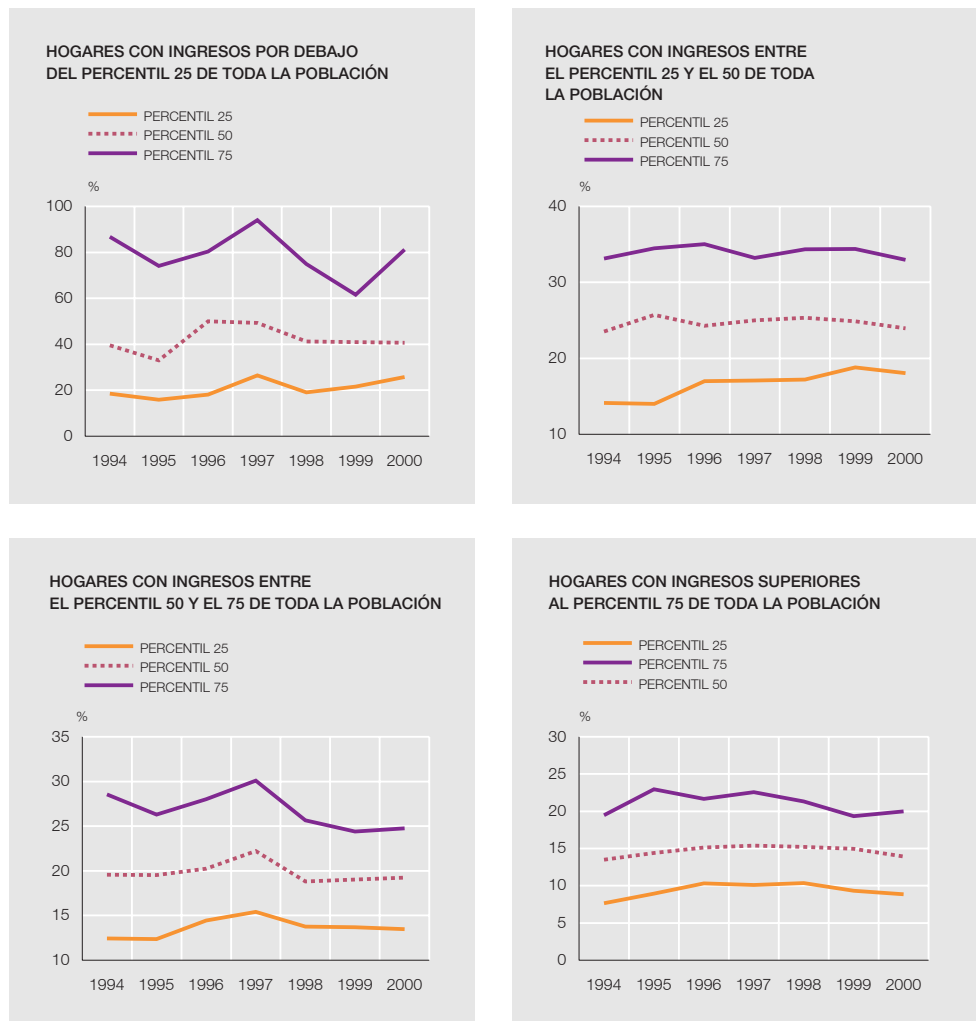 HOGARES CON INGRESOS POR DEBAJO
DEL PERCENTIL 25 DE TODA LA POBLACIÓN
PERCENTIL 25
PERCENTIL 50
PERCENTIL 75
%
100
80
60
40
20
0
1994 1995 1996 1997 1998 1999 2000
HOGARES CON INGRESOS ENTRE
EL PERCENTIL 25 Y EL 50 DE TODA
LA POBLACIÓN
PERCENTIL 25
PERCENTIL 50
PERCENTIL 75
%
40
30
20
10
1994 1995 1996 1997 1998 1999 2000
HOGARES CON INGRESOS ENTRE
EL PERCENTIL 50 Y EL 75 DE TODA LA POBLACIÓN
PERCENTIL 25
PERCENTIL 50
PERCENTIL 75
%
35
30
25
20
15
10
1994 1995 1996 1997 1998 1999 2000
HOGARES CON INGRESOS SUPERIORES
AL PERCENTIL 75 DE TODA LA POBLACIÓN
PERCENTIL 25
PERCENTIL 75
PERCENTIL 50
%
30
25
20
15
10
5
0
1994 1995 1996 1997 1998 1999 2000